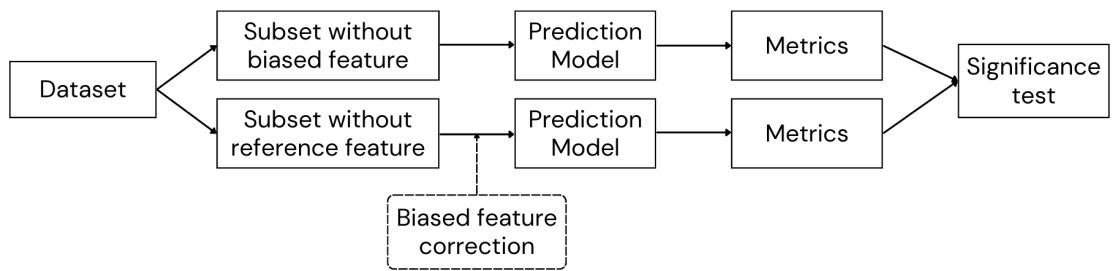 Dataset
Subset without
biased feature
Prediction
Model
Metrics
Subset without
reference feature
Prediction
Model
Metrics
Significance
test
Biased feature
correction